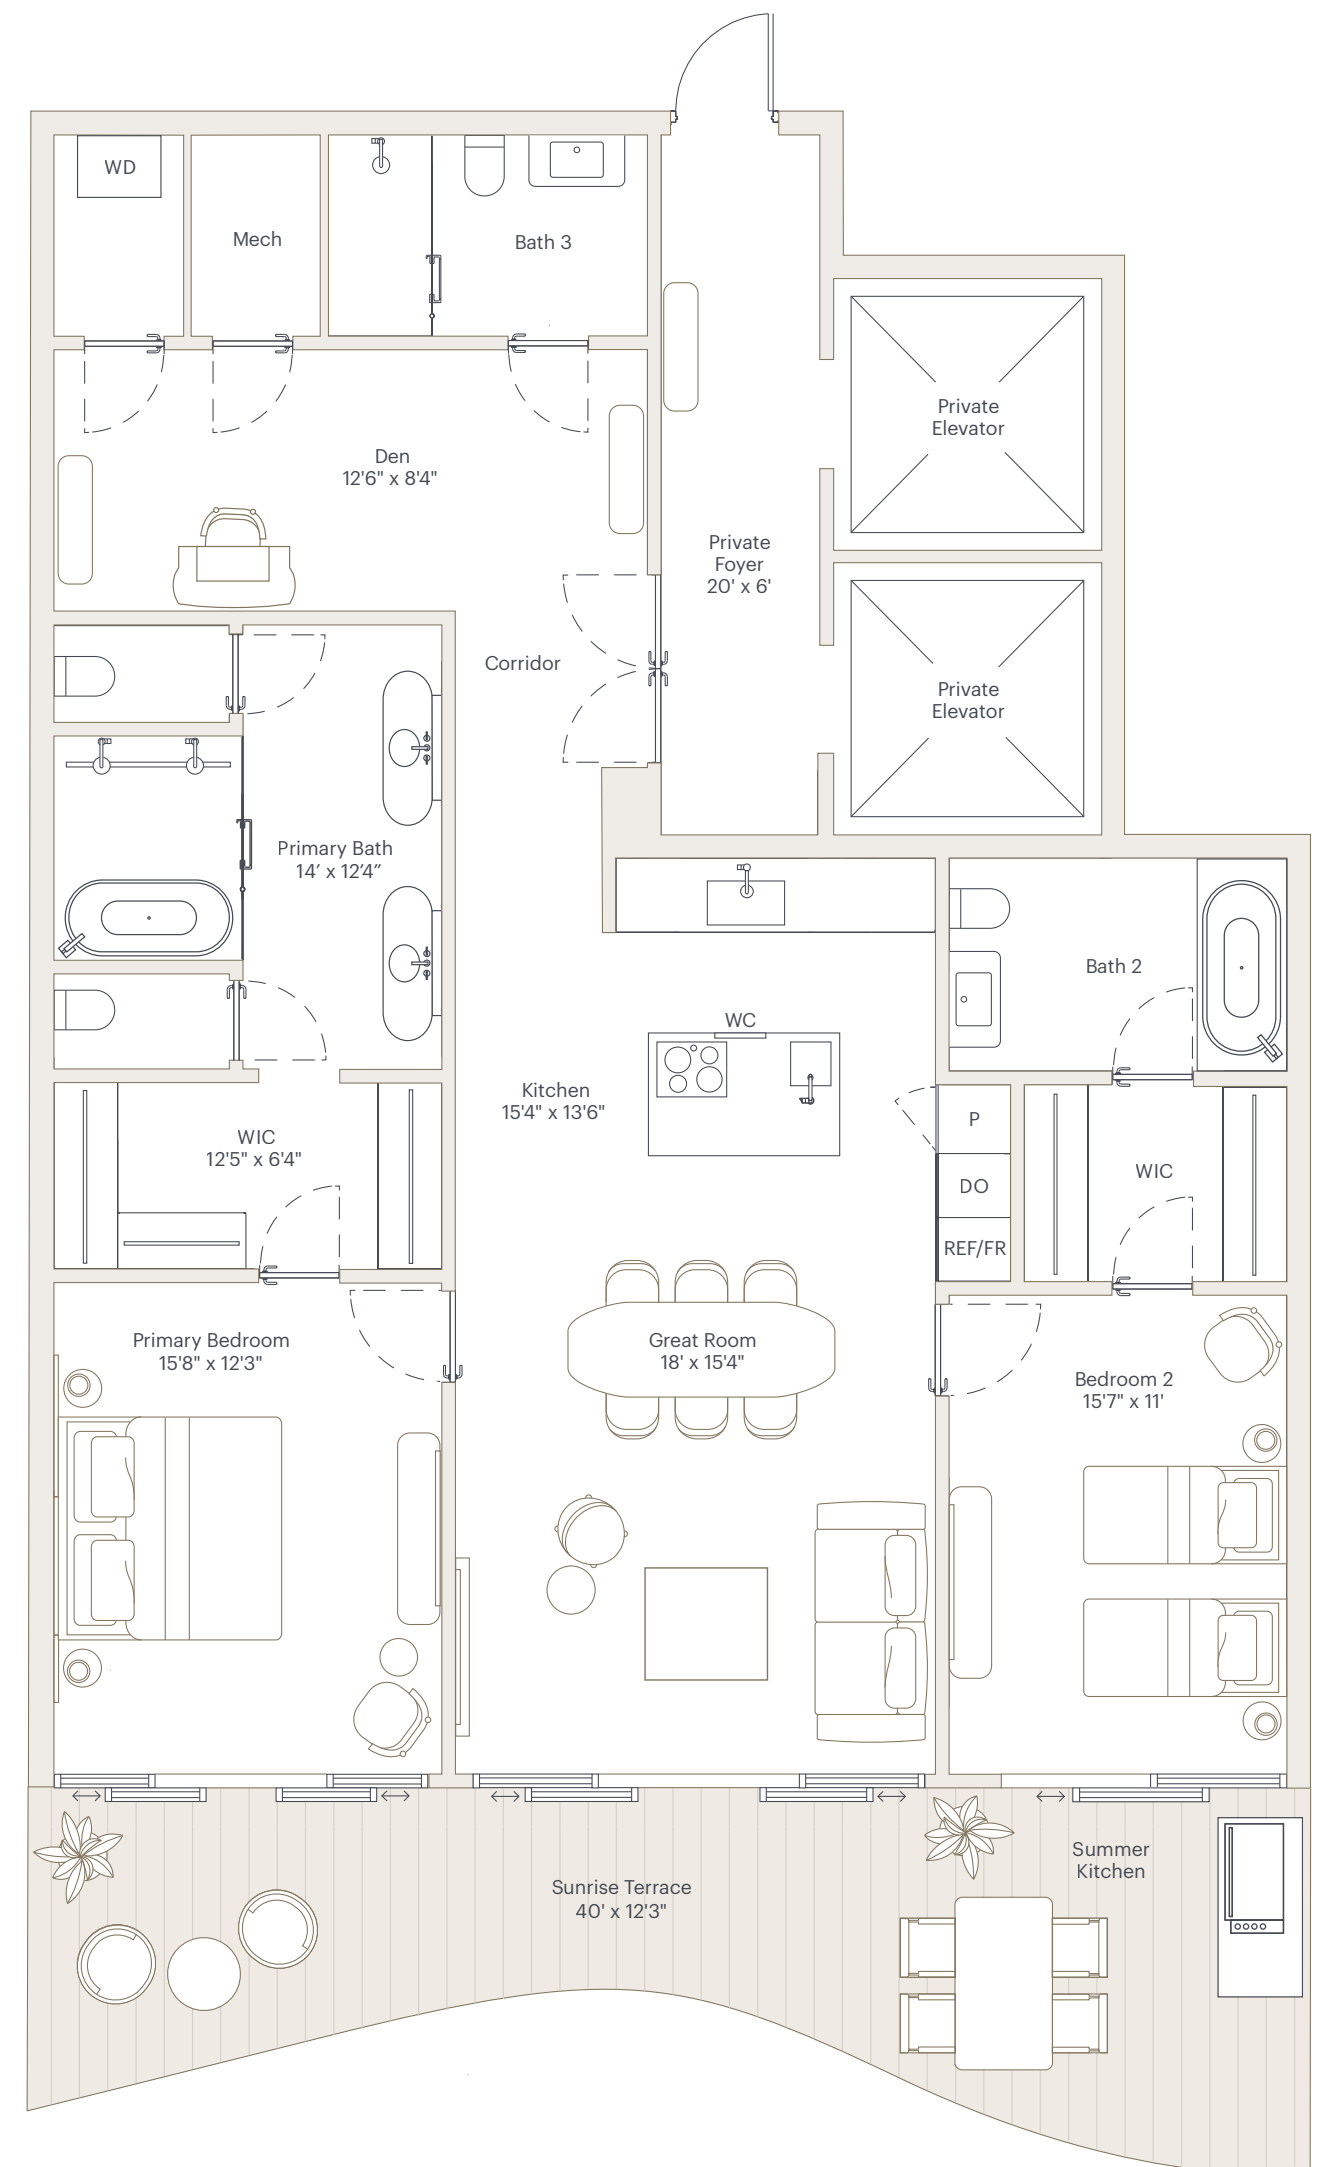 WD
Mech
Bath 3
Private
Elevator
Den
12'6" x 8'4"
Private
Foyer
20' x 6'
Corridor
Private
Elevator
Primary Bath
14’ x 12’4”
Bath 2
WC
Kitchen
15'4" x 13'6"
P
WIC
12'5" x 6'4"
DO
WIC
REF/FR
Primary Bedroom
15'8" x 12'3"
Great Room
18' x 15'4"
Bedroom 2
15'7" x 11'
Summer
Kitchen
Sunrise Terrace
40' x 12'3"